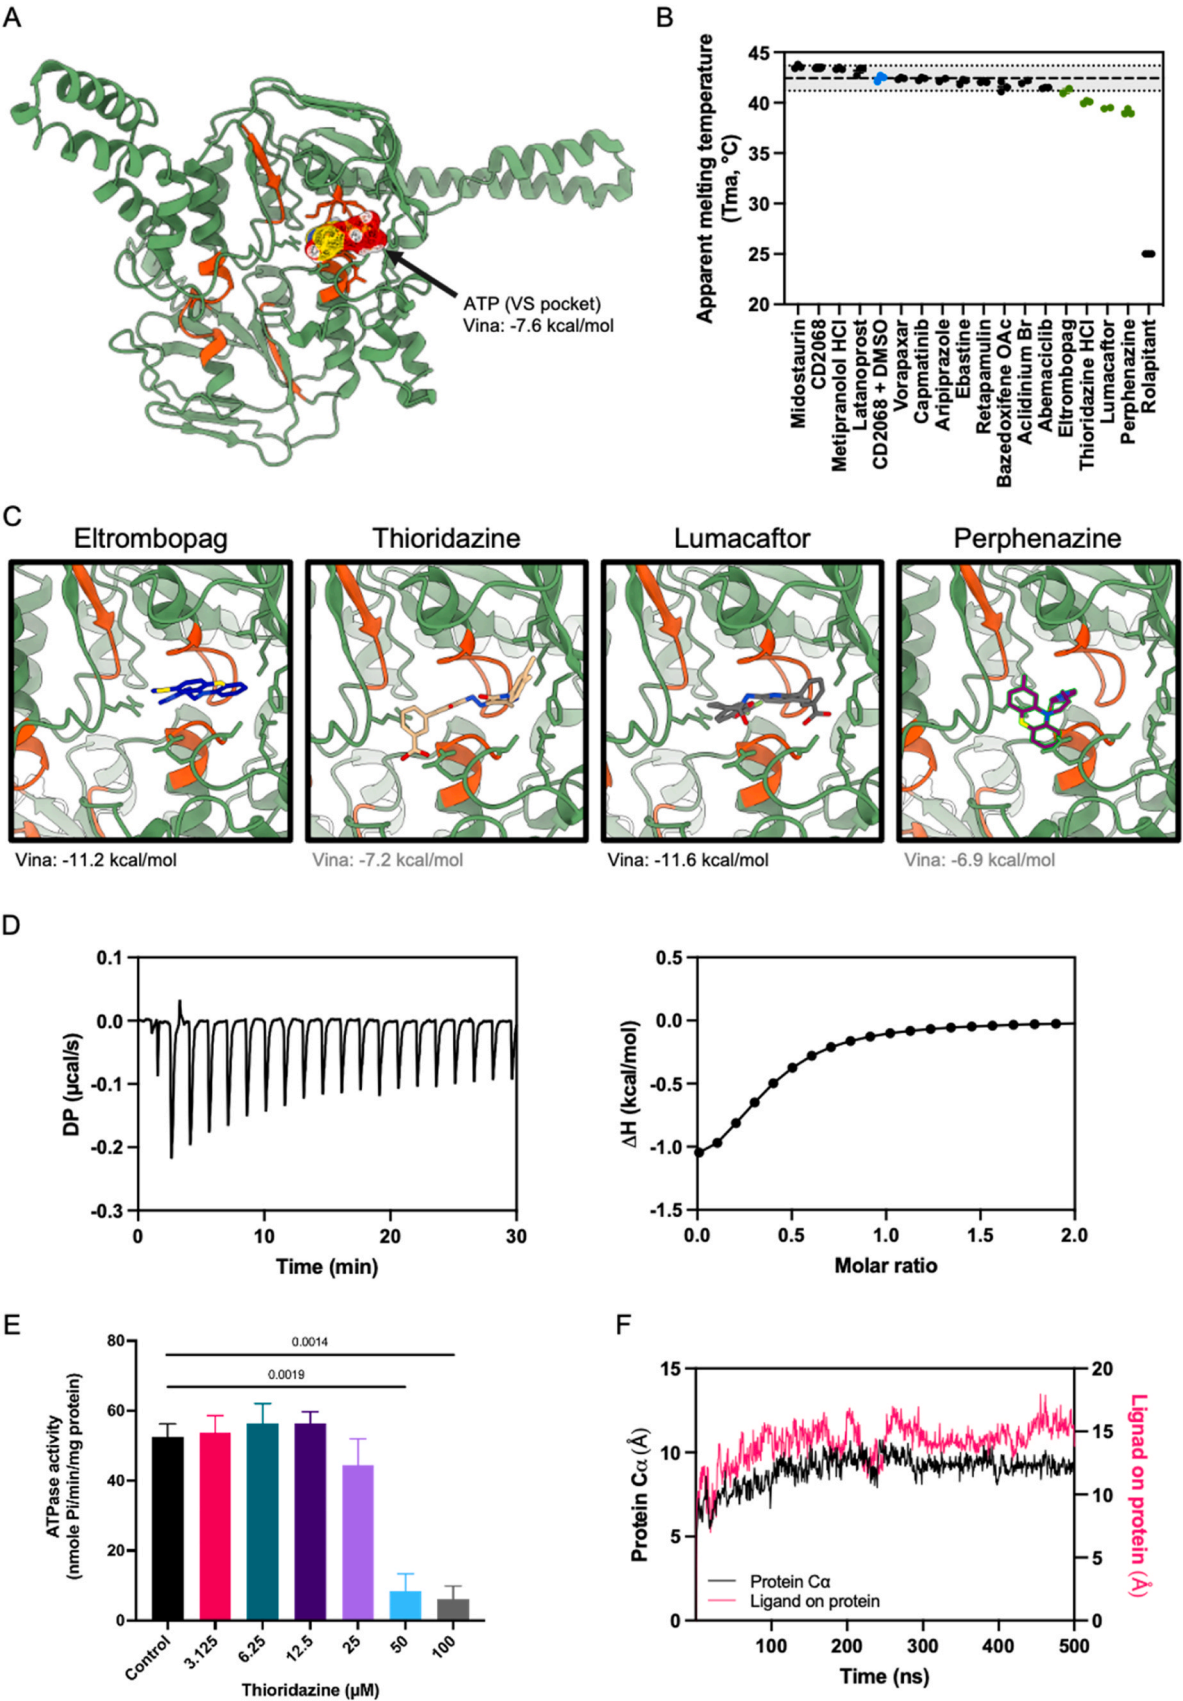 A
ATP (VS pocket)
Vina: -7.6 kcal/mol
B
Apparent melting temperature
(Tma, °C)
45
40
35
30
25
20
Midostaurin
CD2068
Metipranolol HCl
Latanoprost
CD2068 + DMSO
Vorapaxar
Capmatinib
Aripiprazole
Ebastine
Retapamulin
Bazedoxifene OAc
Aclidinium Br
Abemaciclib
Eltrombopag
Thioridazine HCl
Lumacaftor
Perphenazine
Rolapitant
C
Eltrombopag
Thioridazine
Lumacaftor
Perphenazine
Vina: -11.2 kcal/mol
Vina: -7.2 kcal/mol
Vina: -11.6 kcal/mol
Vina: -6.9 kcal/mol
D
DP (µcal/s)
0.1
0.0
-0.1
-0.2
-0.3
0
10
20
30
Time (min)
ΔH (kcal/mol)
0.5
0.0
-0.5
-1.0
-1.5
0.0
0.5
1.0
1.5
2.0
Molar ratio
E
ATPase activity
(nmole Pi/min/mg protein)
80
60
40
20
0
0.0014
0.0019
Control
3.125
6.25
12.5
25
50
100
Thioridazine (µM)
F
Protein Cα (Å)
15
10
5
0
Protein Cα
Ligand on protein
100
200
300
400
500
Time (ns)
20
15
10
5
0
Lignad on protein (Å)